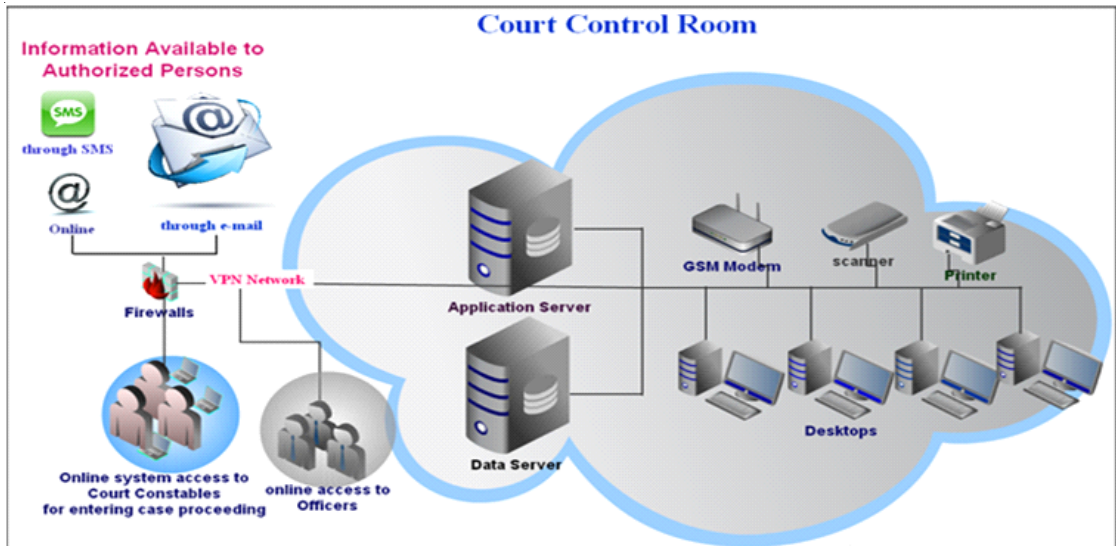 Court Control Room
Information Available to
Authorized Persons
SMS
through SMS
@
Online
@
through e-mail
Firewalls
VPN Network
Application Server
Data Server
GSM Modem
scanner
Printer
Desktops
Online system access to
Court Constables
for entering case proceeding
online access to
Officers